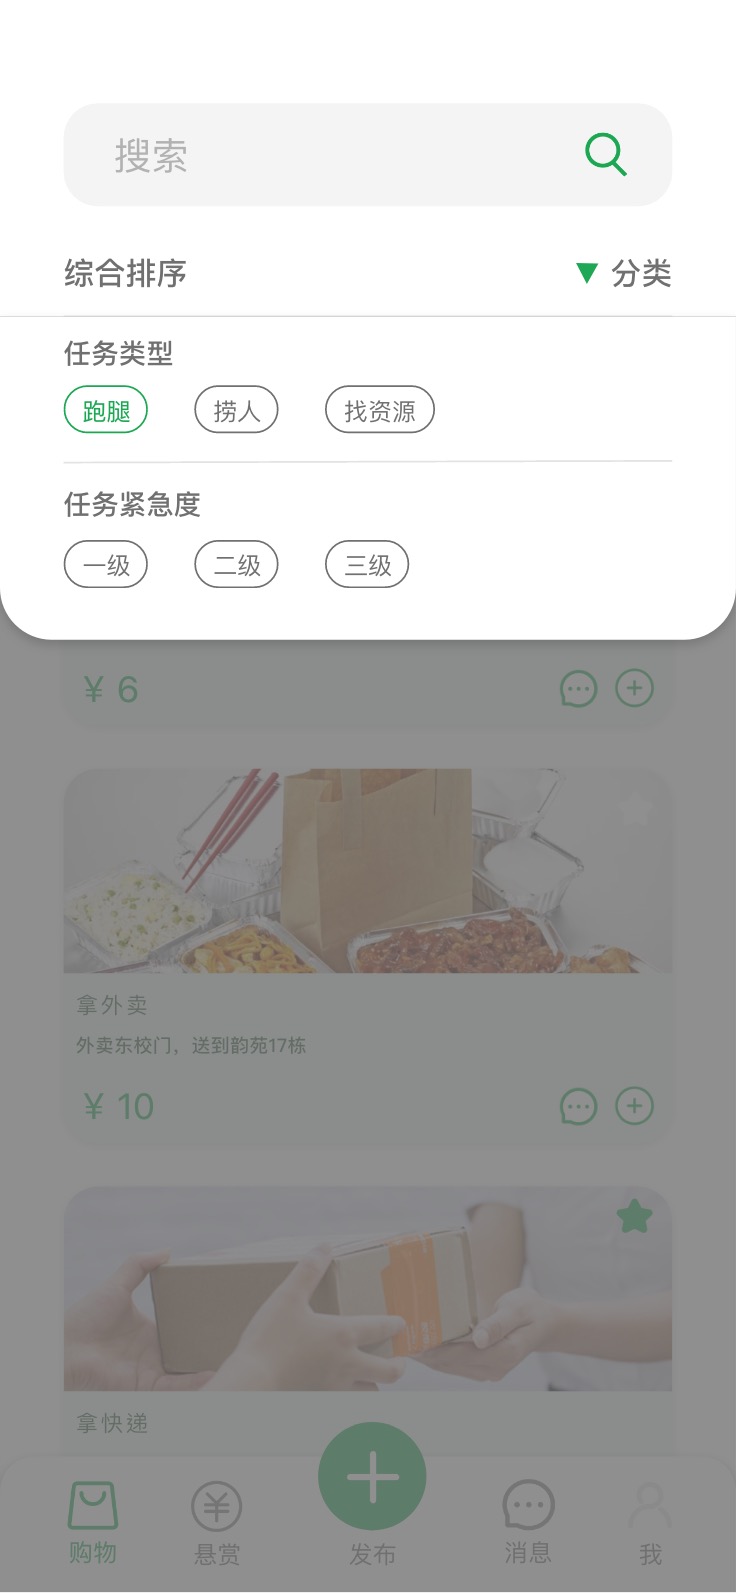 搜索
综合排序 ▼ 分类
任务类型
跑腿 捞人 找资源
任务紧急度
一级 二级 三级
¥ 6
拿外卖
外卖东校门，送到韵苑17栋
¥ 10
拿快递
购物 悬赏 发布 消息 我